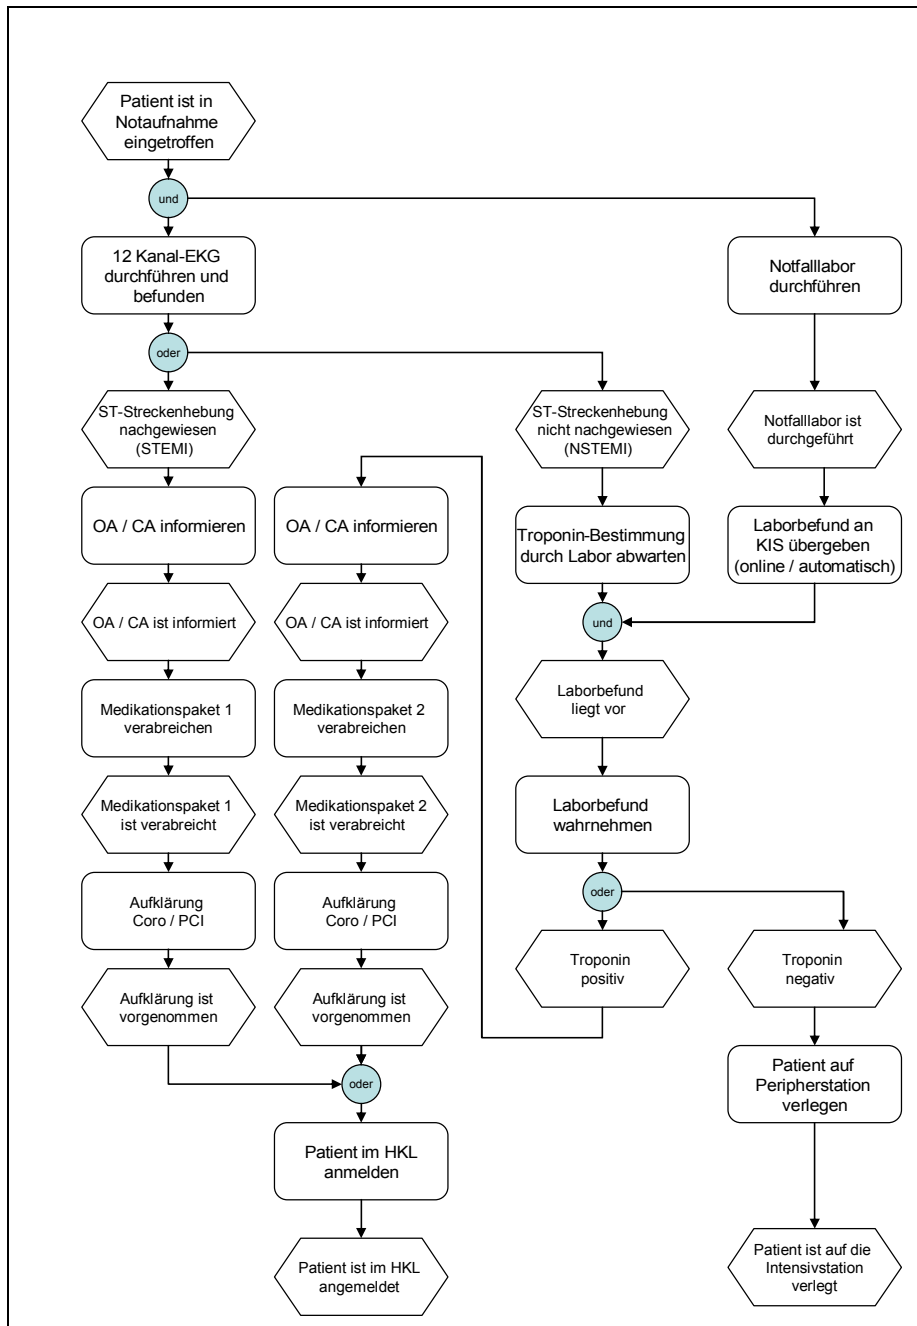 Patient ist in
Notaufnahme
eingetroffen
und
12 Kanal-EKG
durchführen und
befunden
Notfalllabor
durchführen
oder
ST-Streckenhebung
nachgewiesen
(STEMI)
ST-Streckenhebung
nicht nachgewiesen
(NSTEMI)
Notfalllabor ist
durchgeführt
OA / CA informieren
OA / CA informieren
Troponin-Bestimmung
durch Labor abwarten
Laborbefund an
KIS übergeben
(online / automatisch)
OA / CA ist informiert
OA / CA ist informiert
und
Medikationspaket 1
verabreichen
Medikationspaket 2
verabreichen
Laborbefund
liegt vor
Medikationspaket 1
ist verabreicht
Medikationspaket 2
ist verabreicht
Laborbefund
wahrnehmen
Aufklärung
Coro / PCI
Aufklärung
Coro / PCI
oder
Aufklärung ist
vorgenommen
Aufklärung ist
vorgenommen
Troponin
positiv
Troponin
negativ
oder
Patient auf
Peripherstation
verlegen
Patient im HKL
anmelden
Patient ist im HKL
angemeldet
Patient ist auf die
Intensivstation
verlegt